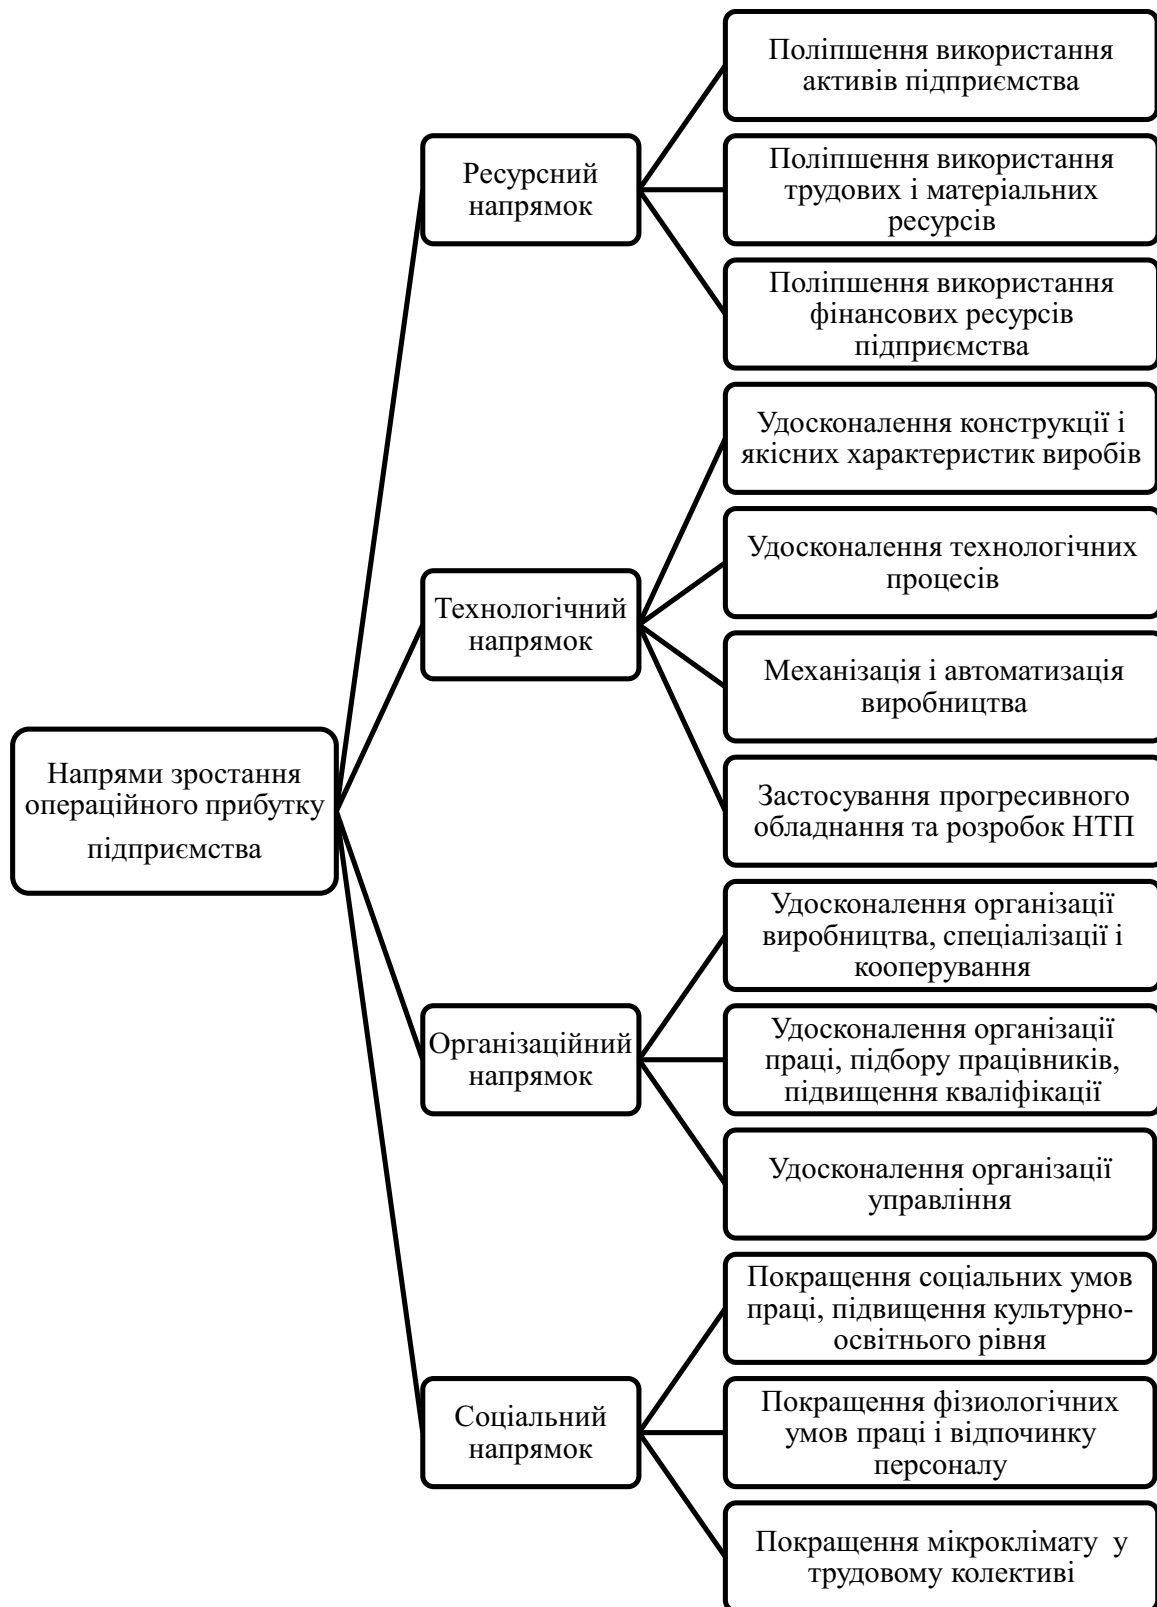 Напрями зростання
операційного прибутку
підприємства
Ресурсний
напрямок
Поліпшення використання
активів підприємства
Поліпшення використання
трудових і матеріальних
ресурсів
Поліпшення використання
фінансових ресурсів
підприємства
Технологічний
напрямок
Удосконалення конструкції і
якісних характеристик виробів
Удосконалення технологічних
процесів
Механізація і автоматизація
виробництва
Застосування прогресивного
обладнання та розробок НТП
Організаційний
напрямок
Удосконалення організації
виробництва, спеціалізації і
кооперування
Удосконалення організації
праці, підбору працівників,
підвищення кваліфікації
Удосконалення організації
управління
Соціальний
напрямок
Покращення соціальних умов
праці, підвищення культурно-
освітнього рівня
Покращення фізиологічних
умов праці і відпочинку
персоналу
Покращення мікроклімату у
трудовому колективі